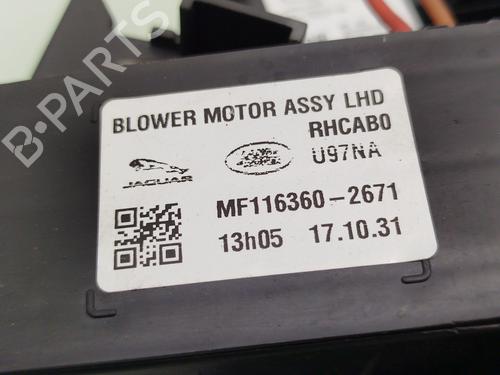 BLOWER MOTOR ASSY LHD
RHCAB0
JAGUAR
U97NA
MF116360-2671
13h05 17.10.31
B-PARTS